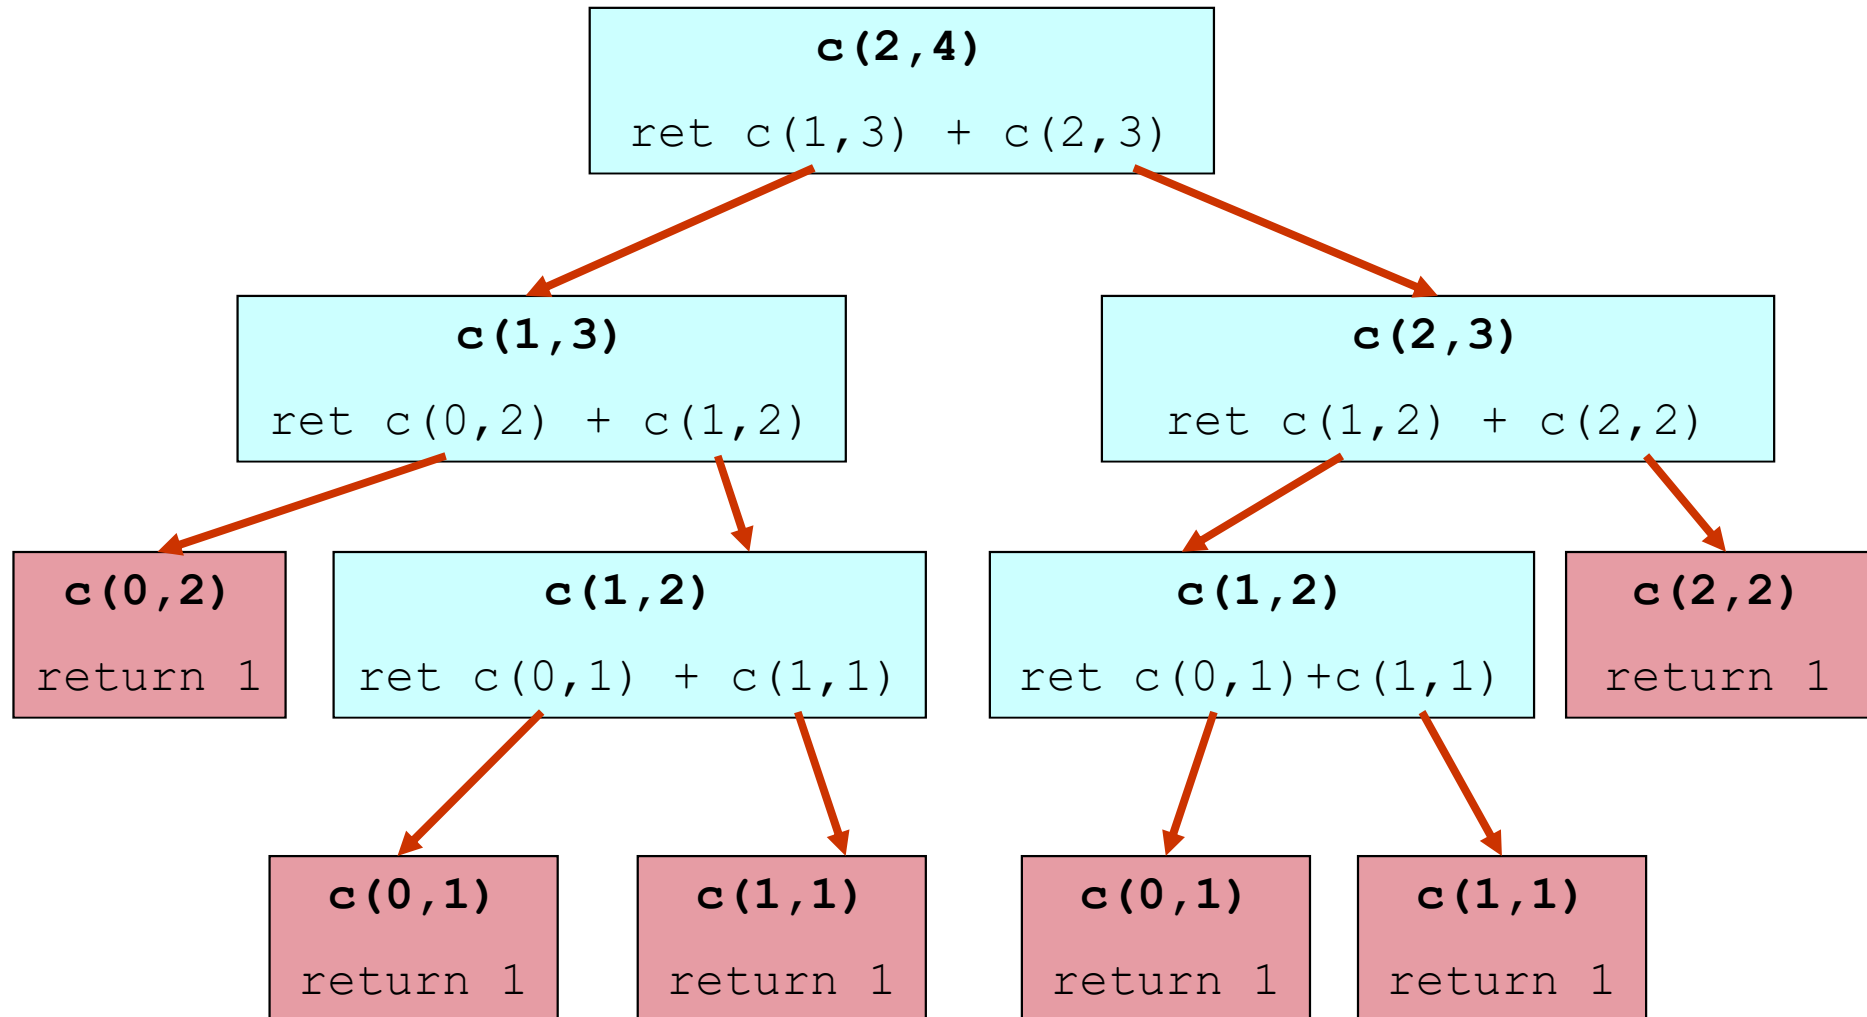 c(2,4)
ret c(1,3) + c(2,3)
c(1,3)
ret c(0,2) + c(1,2)
c(2,3)
ret c(1,2) + c(2,2)
c(0,2)
return 1
c(1,2)
ret c(0,1) + c(1,1)
c(1,2)
ret c(0,1)+c(1,1)
c(2,2)
return 1
c(0,1)
return 1
c(1,1)
return 1
c(0,1)
return 1
c(1,1)
return 1